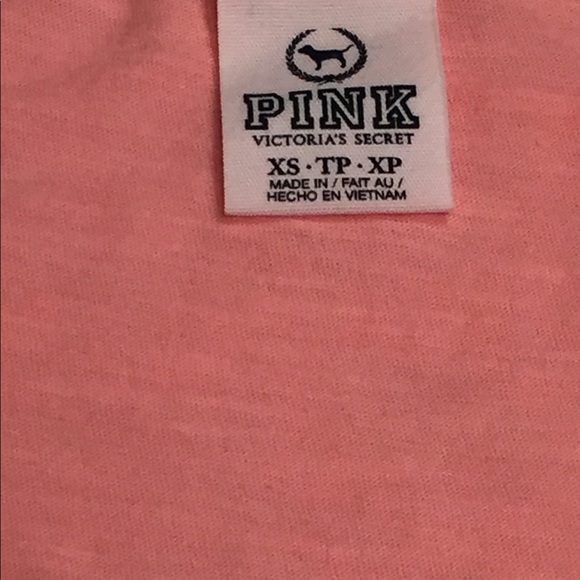 PINK
VICTORIA'S SECRET
XS · TP · XP
MADE IN / FAIT AU /
HECHO EN VIETNAM